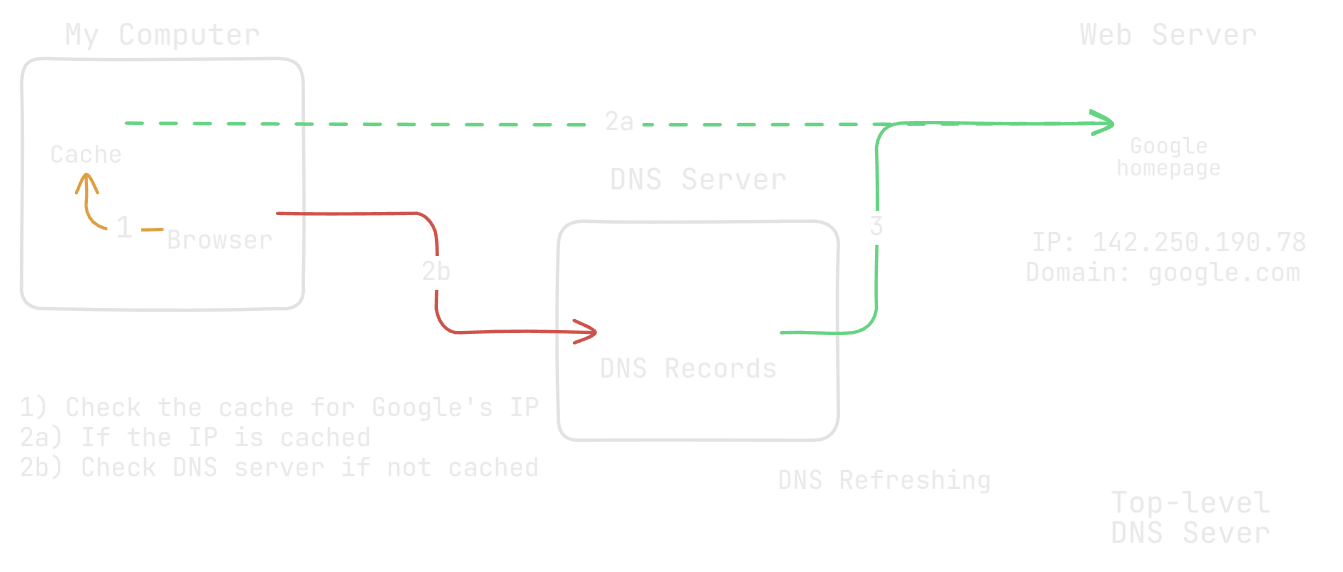 My Computer
Web Server
2a
Cache
Google
homepage
DNS Server
1
Browser
3
IP: 142.250.190.78
2b
Domain: google.com
DNS Records
1) Check the cache for Google's IP
2a) If the IP is cached
2b) Check DNS server if not cached
DNS Refreshing
Top-level
DNS Sever